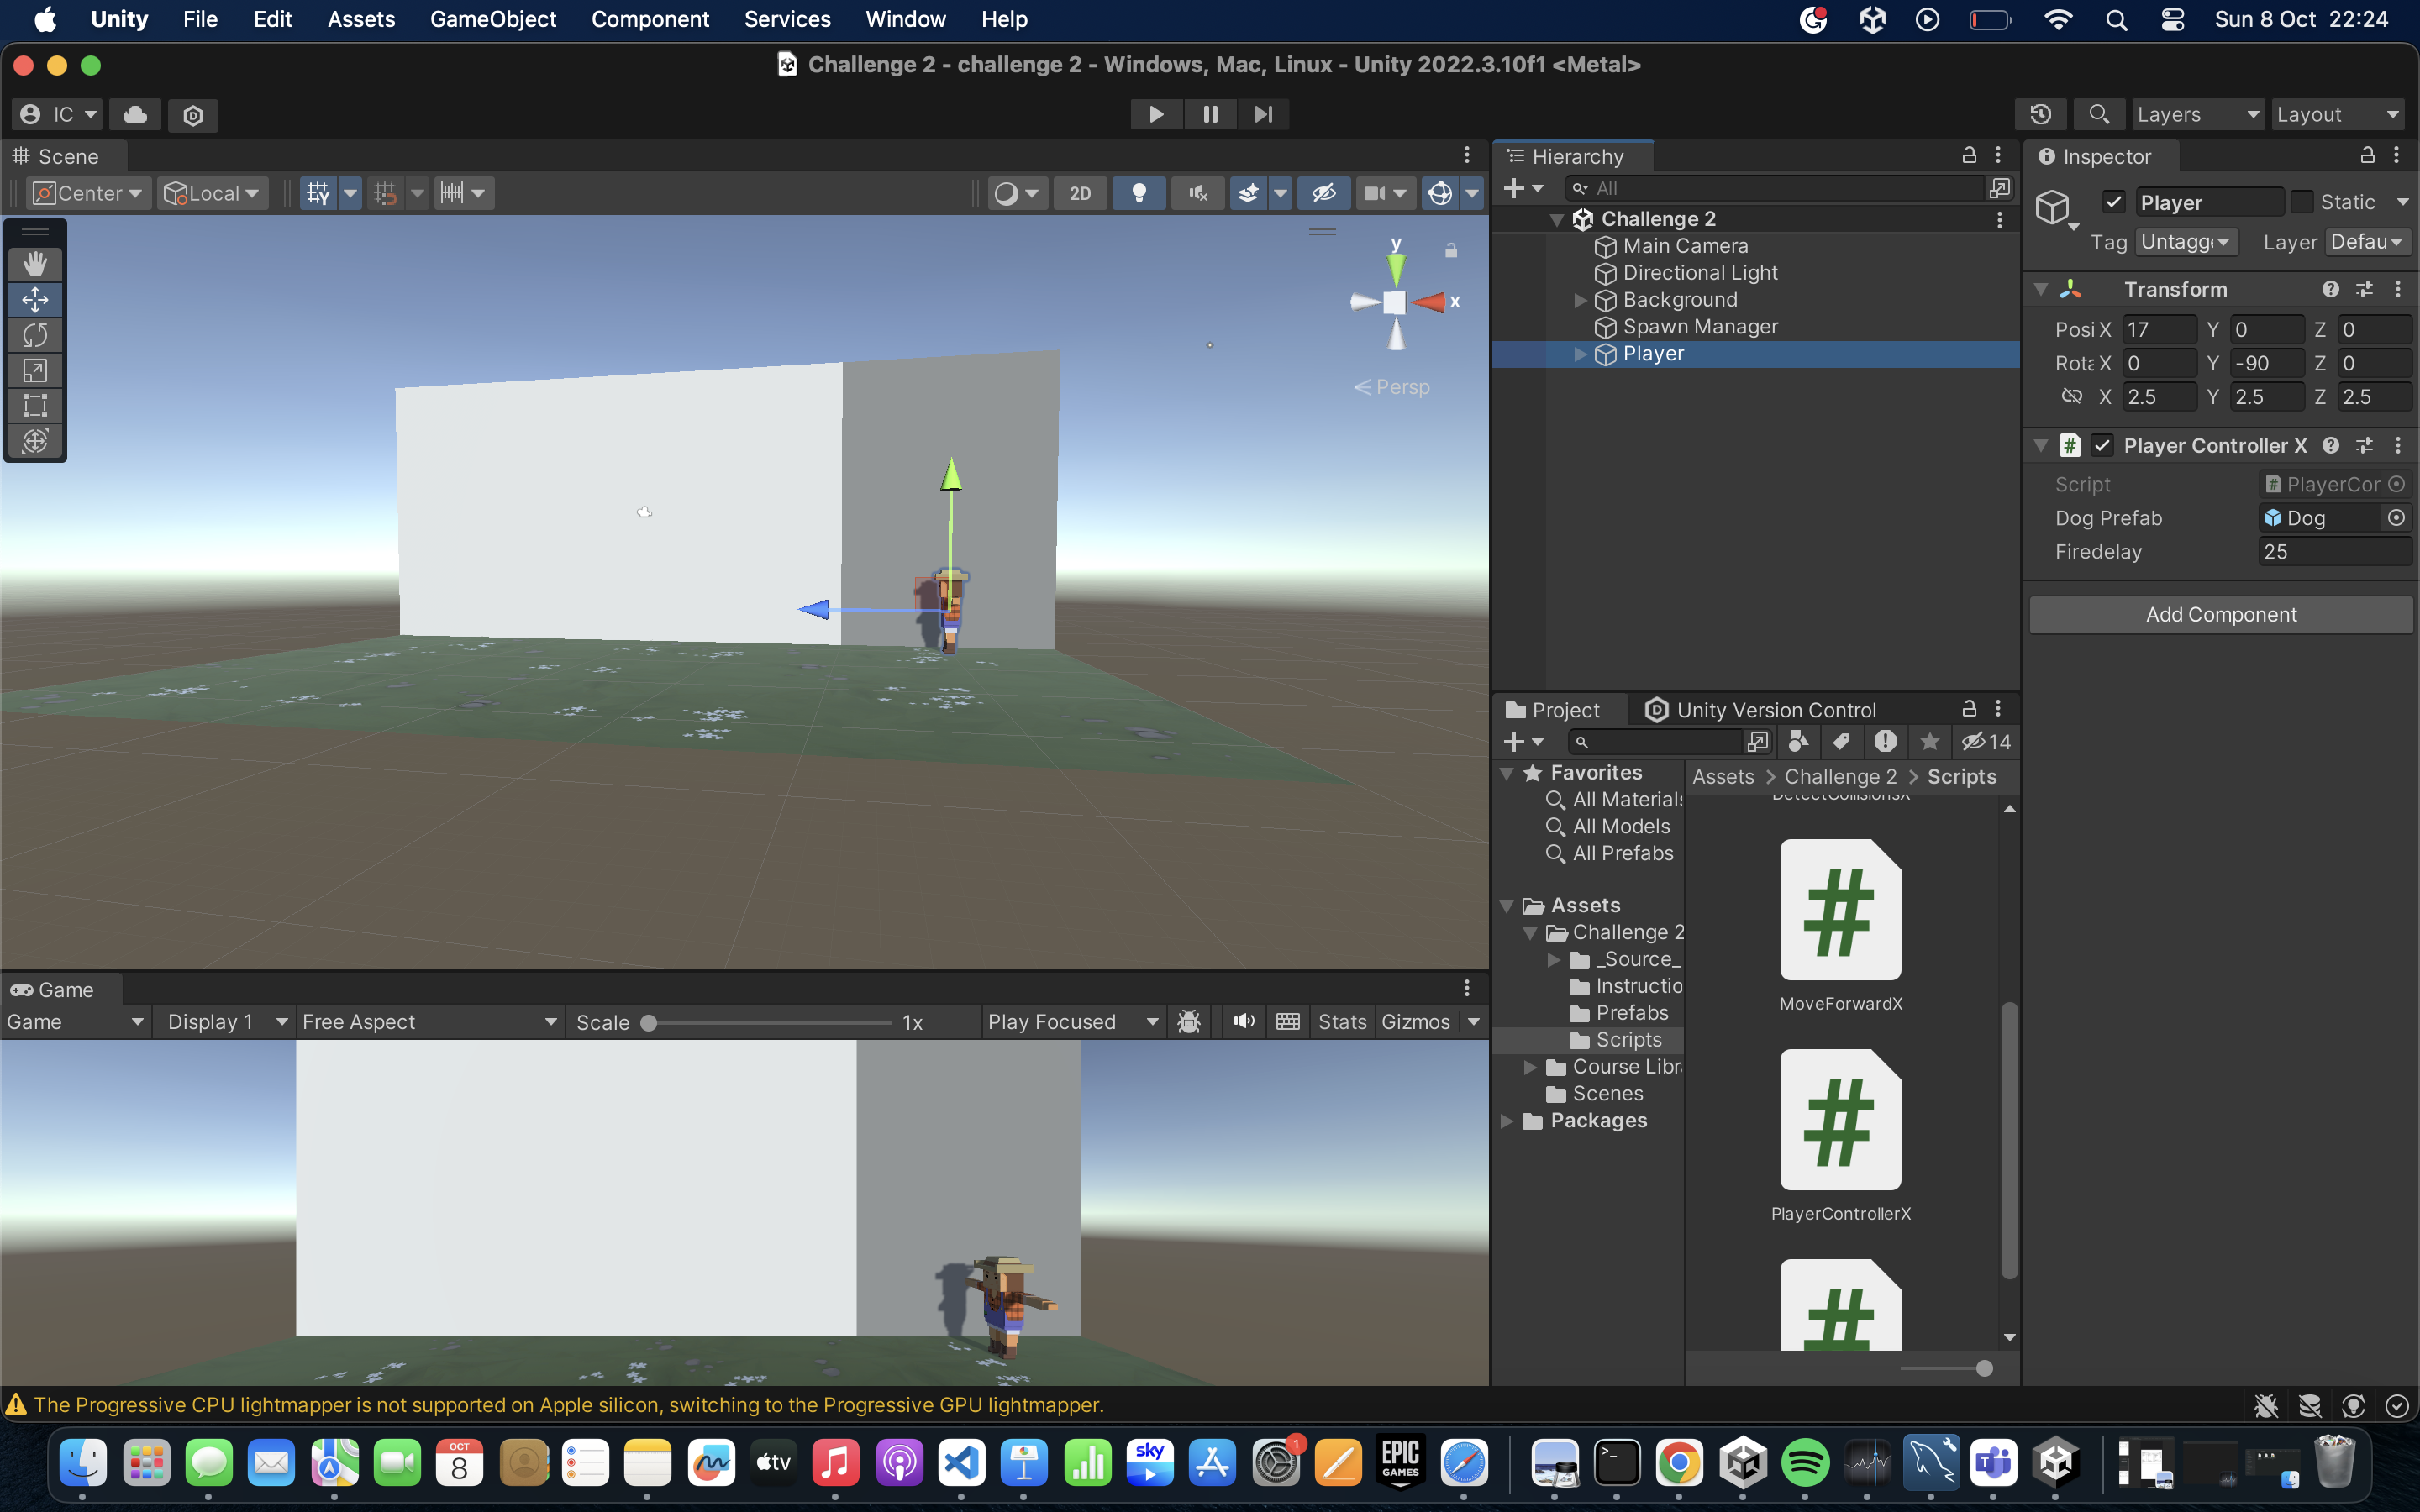 Unity File Edit Assets GameObject Component Services Window Help Sun 8 Oct 22:24
Challenge 2 - challenge 2 - Windows, Mac, Linux - Unity 2022.3.10f1 <Metal>
IC Layers Layout
Scene
Center Local 2D
y
x
Persp
Hierarchy
All
Challenge 2
Main Camera
Directional Light
Background
Spawn Manager
Player
Inspector
Player Static
Tag Untagg Layer Defau
Transform
Posi X 17 Y 0 Z 0
Rota X 0 Y -90 Z 0
X 2.5 Y 2.5 Z 2.5
Player Controller X
Script PlayerCor
Dog Prefab Dog
Firedelay 25
Add Component
Game
Game Display 1 Free Aspect Scale 1x Play Focused Stats Gizmos
Project Unity Version Control
14
Favorites
All Materials
All Models
All Prefabs
Assets
Challenge 2
_Source_
Instructio
Prefabs
Scripts
Course Libr
Scenes
Packages
Assets > Challenge 2 > Scripts
DetectCollisionsX
MoveForwardX
PlayerControllerX
The Progressive CPU lightmapper is not supported on Apple silicon, switching to the Progressive GPU lightmapper.
OCT
8
tv
sky
EPIC
GAMES
1
T